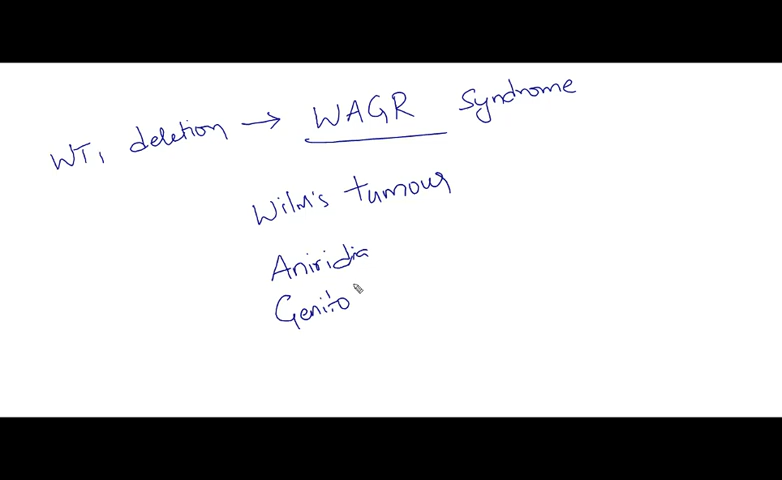 WT1 deletion → WAGR Syndrome
Wilm's tumour
Aniridia
Genito